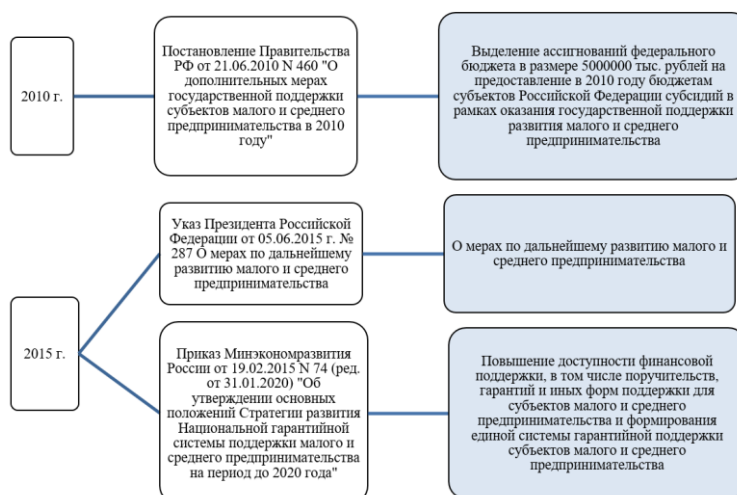 2010 г.
Постановление Правительства
РФ от 21.06.2010 N 460 "О
дополнительных мерах
государственной поддержки
субъектов малого и среднего
предпринимательства в 2010
году"
Выделение ассигнований федерального
бюджета в размере 5000000 тыс. рублей на
предоставление в 2010 году бюджетам
субъектов Российской Федерации субсидий в
рамках оказания государственной поддержки
развития малого и среднего
предпринимательства
2015 г.
Указ Президента Российской
Федерации от 05.06.2015 г. №
287 О мерах по дальнейшему
развитию малого и среднего
предпринимательства
О мерах по дальнейшему развитию малого и
среднего предпринимательства
Приказ Минэкономразвития
России от 19.02.2015 N 74 (ред.
от 31.01.2020) "Об
утверждении основных
положений Стратегии развития
Национальной гарантийной
системы поддержки малого и
среднего предпринимательства
на период до 2020 года"
Повышение доступности финансовой
поддержки, в том числе поручительств,
гарантий и иных форм поддержки для
субъектов малого и среднего
предпринимательства и формирования
единой системы гарантийной поддержки
субъектов малого и среднего
предпринимательства